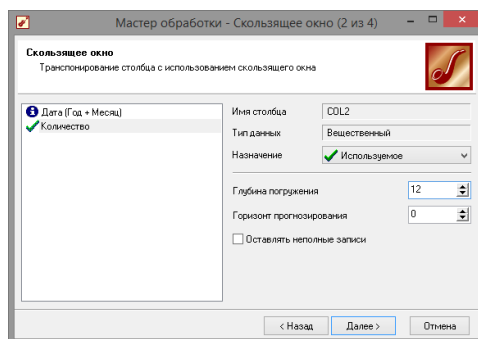 Мастер обработки - Скользящее окно (2 из 4)
Скользящее окно
Транспонирование столбца с использованием скользящего окна
Дата (Год + Месяц)
Количество
Имя столбца COL2
Тип данных Вещественный
Назначение Используемое
Глубина погружения 12
Горизонт прогнозирования 0
Оставлять неполные записи
< Назад Далее > Отмена